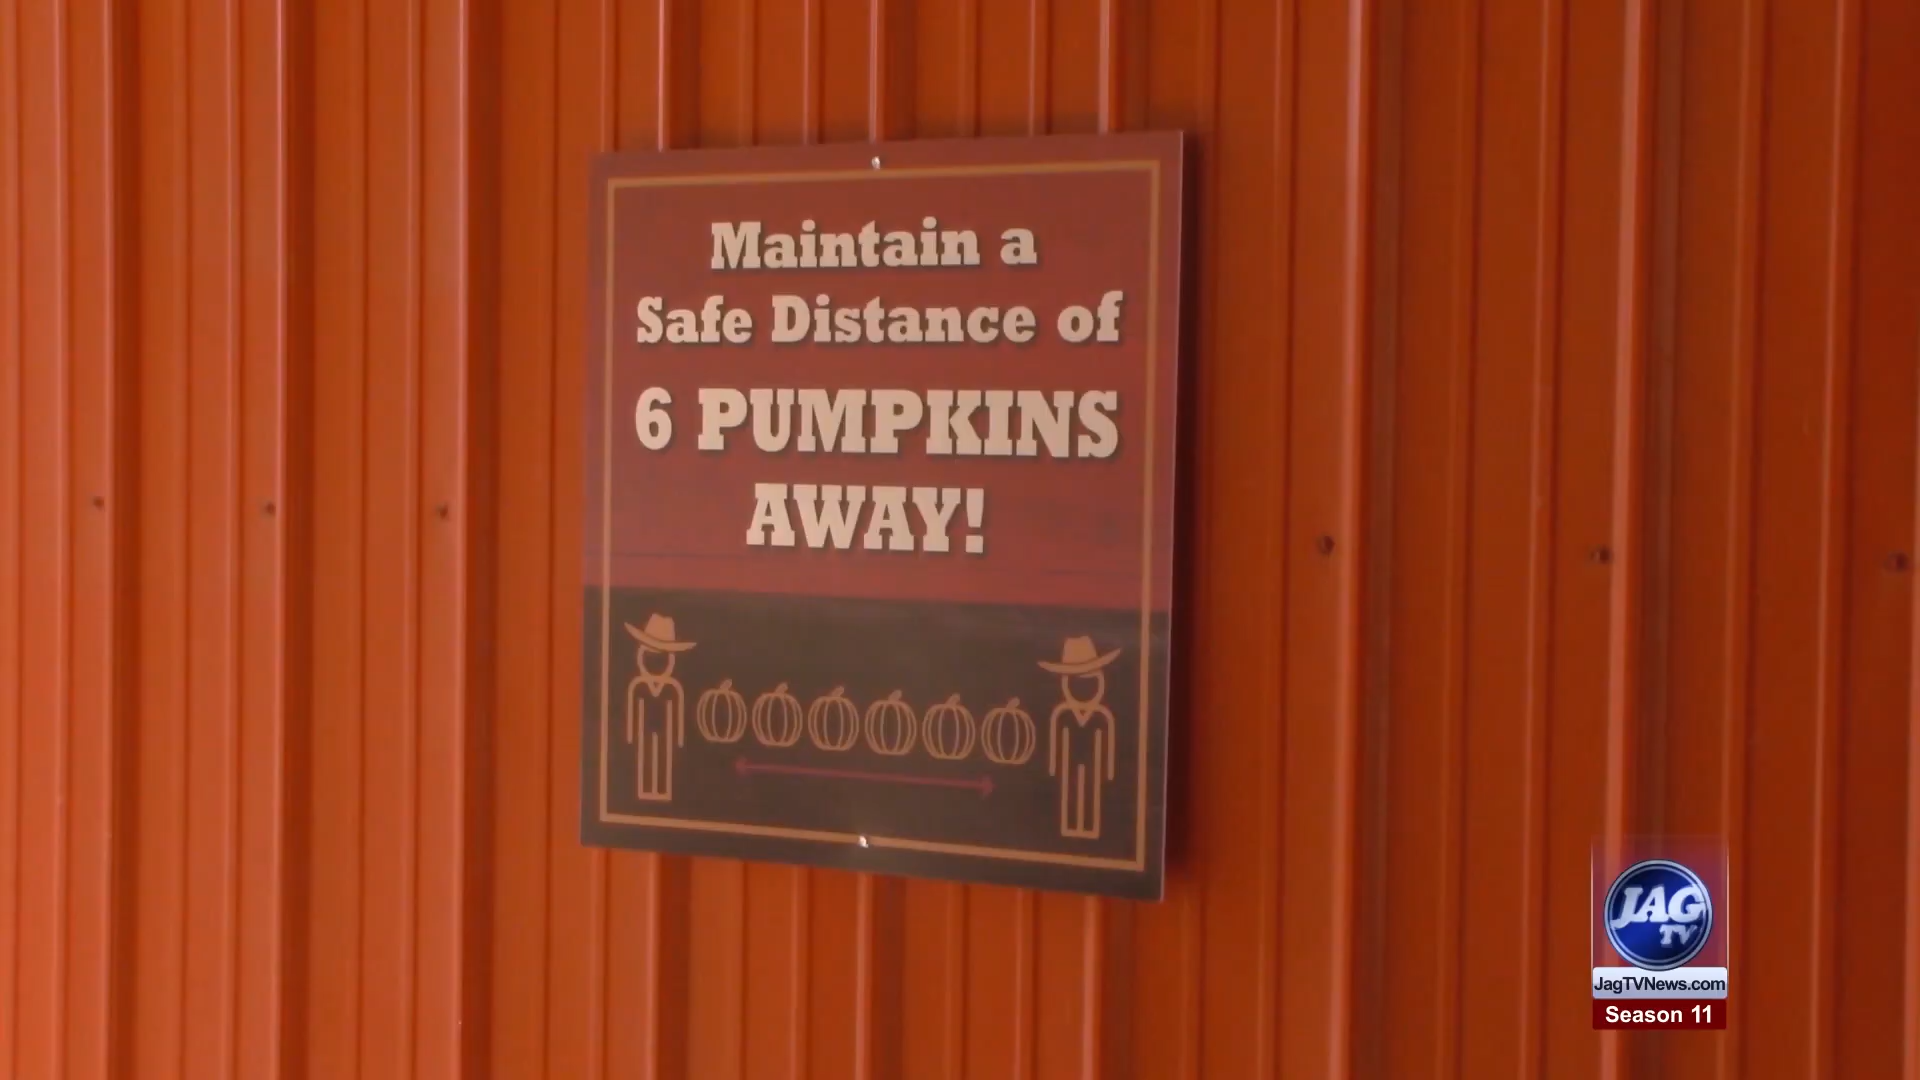 Maintain a
Safe Distance of
6 PUMPKINS
AWAY!
JAG
TV
JagTVNews.com
Season 11